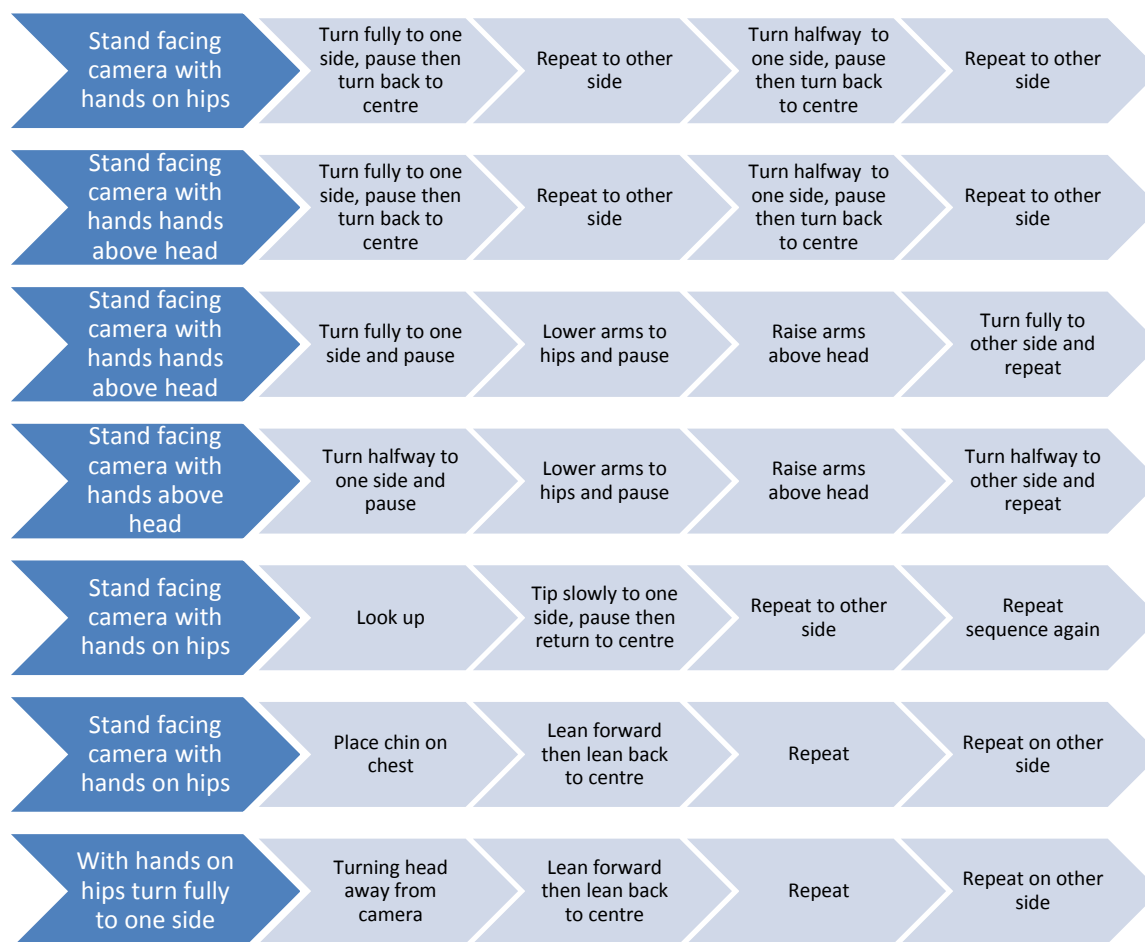 Stand facing
camera with
hands on hips
Turn fully to one
side, pause then
turn back to
centre
Repeat to other
side
Turn halfway to
one side, pause
then turn back
to centre
Repeat to other
side
Stand facing
camera with
hands hands
above head
Turn fully to one
side, pause then
turn back to
centre
Repeat to other
side
Turn halfway to
one side, pause
then turn back
to centre
Repeat to other
side
Stand facing
camera with
hands hands
above head
Turn fully to one
side and pause
Lower arms to
hips and pause
Raise arms
above head
Turn fully to
other side and
repeat
Stand facing
camera with
hands above
head
Turn halfway to
one side and
pause
Lower arms to
hips and pause
Raise arms
above head
Turn halfway to
other side and
repeat
Stand facing
camera with
hands on hips
Look up
Tip slowly to one
side, pause then
return to centre
Repeat to other
side
Repeat
sequence again
Stand facing
camera with
hands on hips
Place chin on
chest
Lean forward
then lean back
to centre
Repeat
Repeat on other
side
With hands on
hips turn fully
to one side
Turning head
away from
camera
Lean forward
then lean back
to centre
Repeat
Repeat on other
side